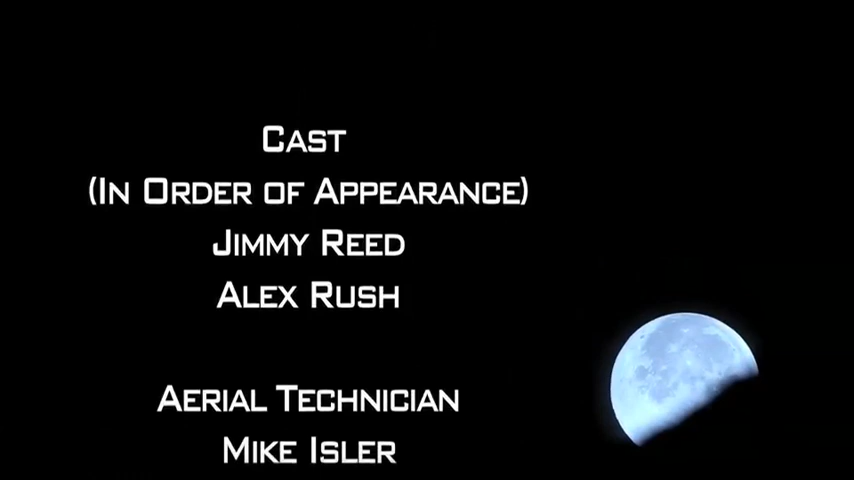 Cast
(In Order of Appearance)
Jimmy Reed
Alex Rush
Aerial Technician
Mike Isler